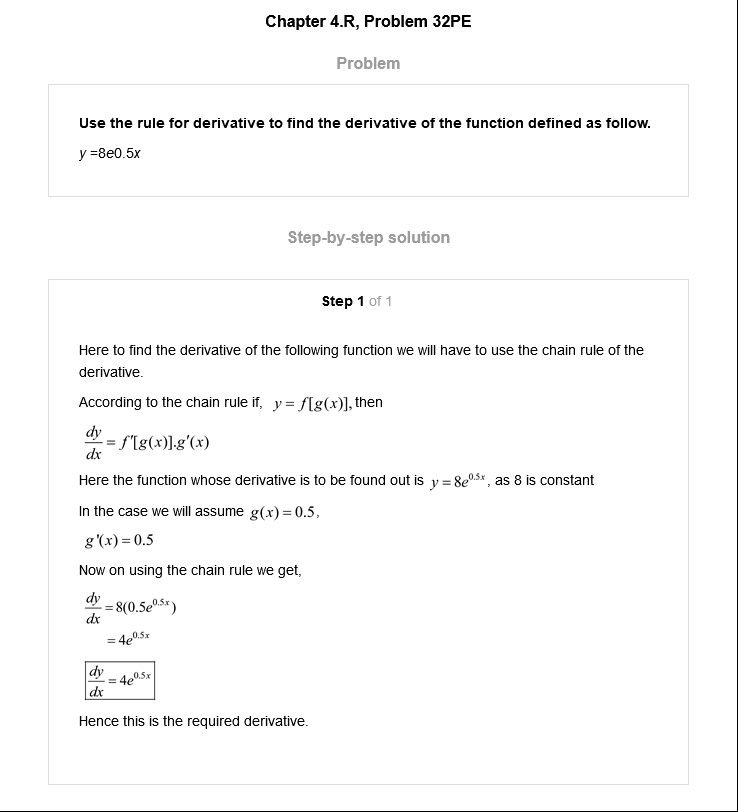 Chapter 4.R, Problem 32PE
Problem
Use the rule for derivative to find the derivative of the function defined as follow.
y =8e0.5x
Step-by-step solution
Step 1 of 1
Here to find the derivative of the following function we will have to use the chain rule of the
derivative.
According to the chain rule if, y = f[g(x)], then
dy/dx = f'[g(x)].g'(x)
Here the function whose derivative is to be found out is y = 8e^0.5x, as 8 is constant
In the case we will assume g(x) = 0.5,
g'(x) = 0.5
Now on using the chain rule we get,
dy/dx = 8(0.5e^0.5x)
= 4e^0.5x
dy/dx = 4e^0.5x
Hence this is the required derivative.